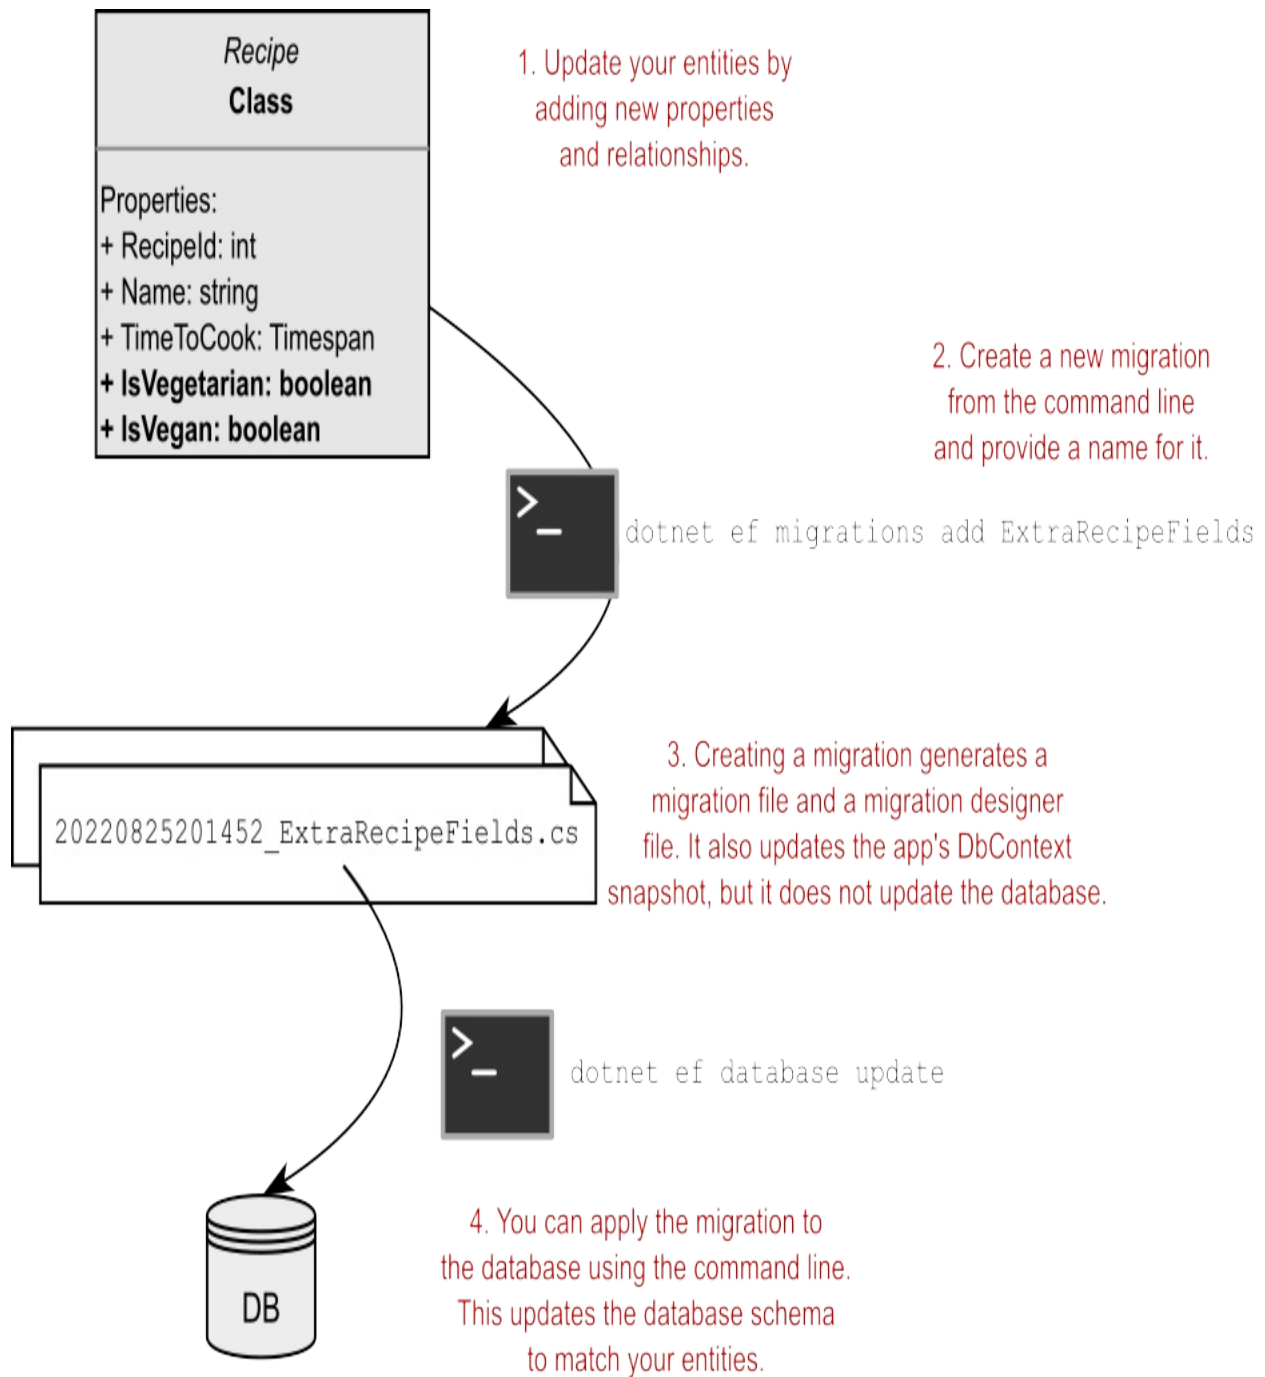 Recipe
Class
Properties:
+ RecipeId: int
+ Name: string
+ TimeToCook: Timespan
+ IsVegetarian: boolean
+ IsVegan: boolean
1. Update your entities by
adding new properties
and relationships.
2. Create a new migration
from the command line
and provide a name for it.
>_
dotnet ef migrations add ExtraRecipeFields
20220825201452_ExtraRecipeFields.cs
3. Creating a migration generates a
migration file and a migration designer
file. It also updates the app's DbContext
snapshot, but it does not update the database.
>_
dotnet ef database update
DB
4. You can apply the migration to
the database using the command line.
This updates the database schema
to match your entities.